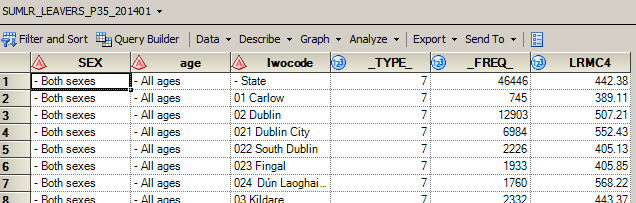 SUMLR_LEAVERS_P35_201401
Filter and Sort Query Builder Data Describe Graph Analyze Export Send To
SEX age lwocode _TYPE_ _FREQ_ LRMC4
1 - Both sexes - All ages - State 7 46446 442.38
2 - Both sexes - All ages 01 Carlow 7 745 389.11
3 - Both sexes - All ages 02 Dublin 7 12903 507.21
4 - Both sexes - All ages 021 Dublin City 7 6984 552.43
5 - Both sexes - All ages 022 South Dublin 7 2226 405.13
6 - Both sexes - All ages 023 Fingal 7 1933 405.85
7 - Both sexes - All ages 024 Dún Laoghai... 7 1760 568.22
8 - Both sexes - All ages 03 Kildare 7 2332 443.37